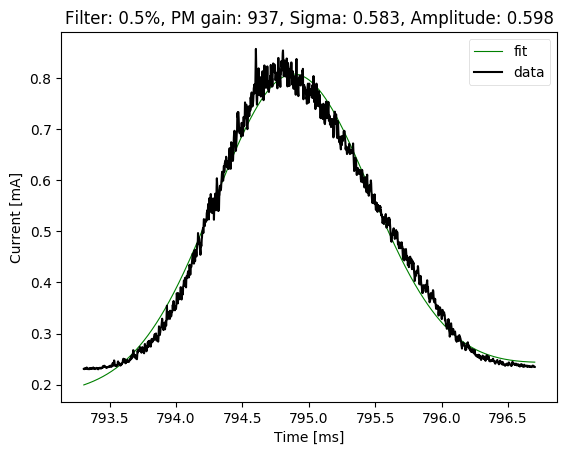 Filter: 0.5%, PM gain: 937, Sigma: 0.583, Amplitude: 0.598
fit
data
Current [mA]
0.8
0.7
0.6
0.5
0.4
0.3
0.2
793.5 794.0 794.5 795.0 795.5 796.0 796.5
Time [ms]